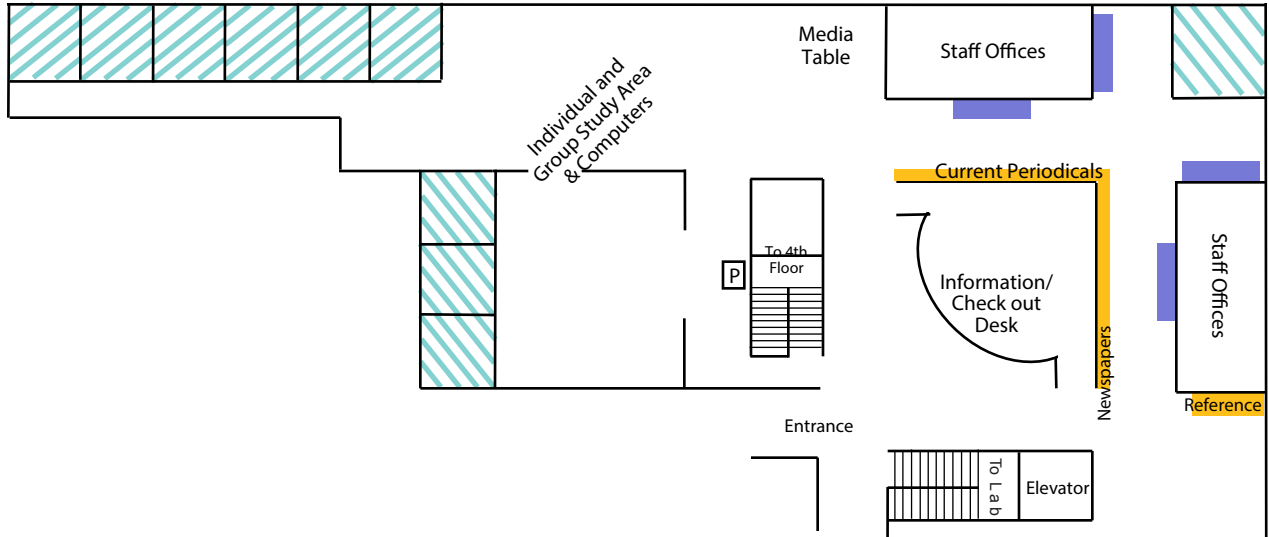 Media
Table
Staff Offices
Individual and
Group Study Area
& Computers
Current Periodicals
To 4th
Floor
P
Information/
Check out
Desk
Staff Offices
Newspapers
Reference
Entrance
To Lab
Elevator